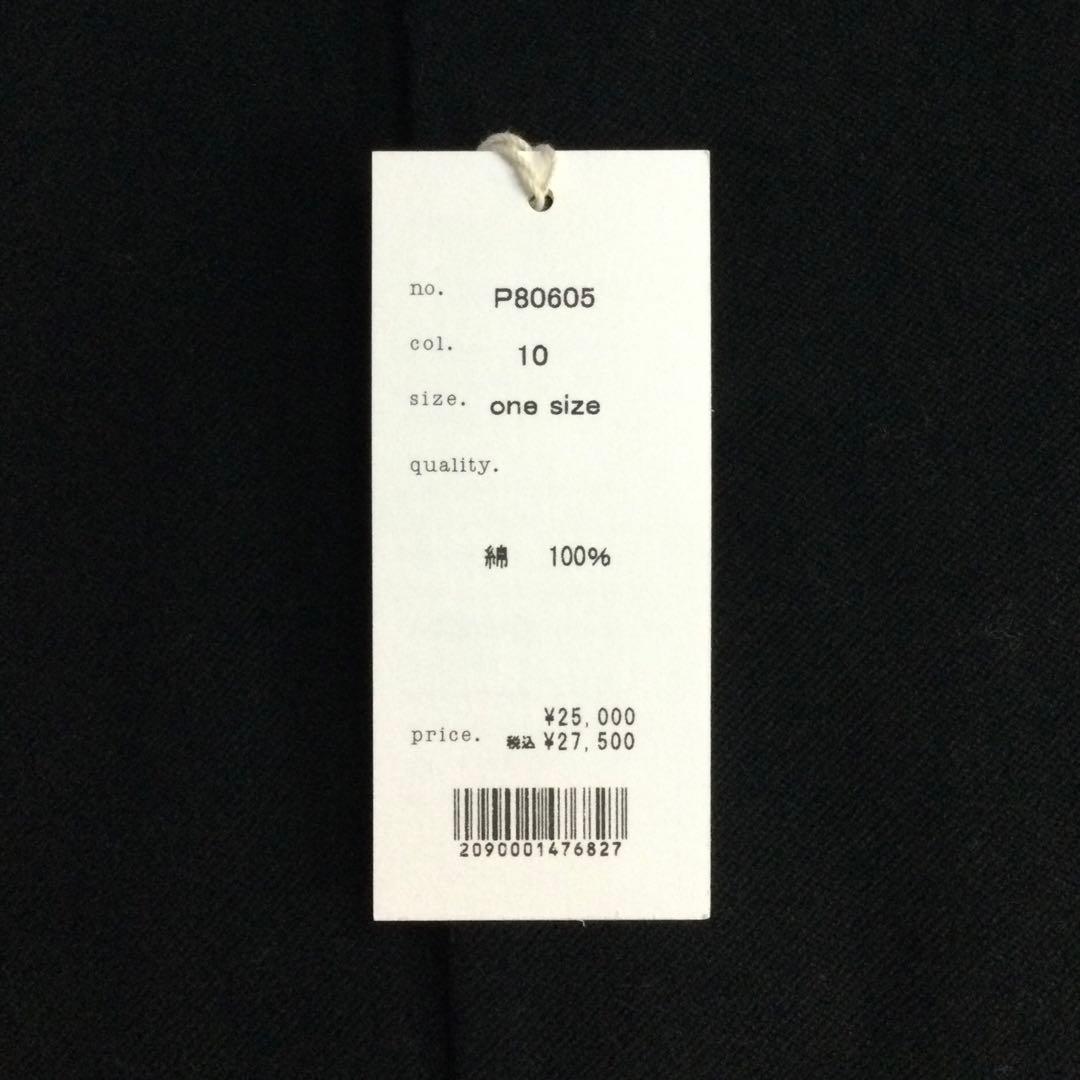 no. P80605
col. 10
size. one size
quality.
綿 100%
¥25,000
price. 税込 ¥27,500
2090001476827